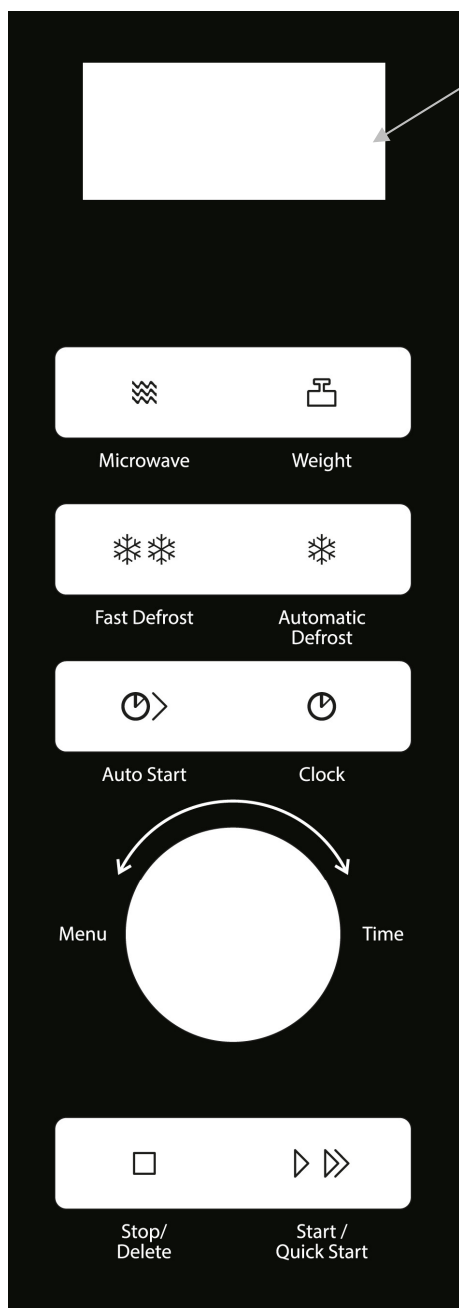 Microwave Weight
Fast Defrost Automatic
Defrost
Auto Start Clock
Menu Time
Stop/ Start /
Delete Quick Start